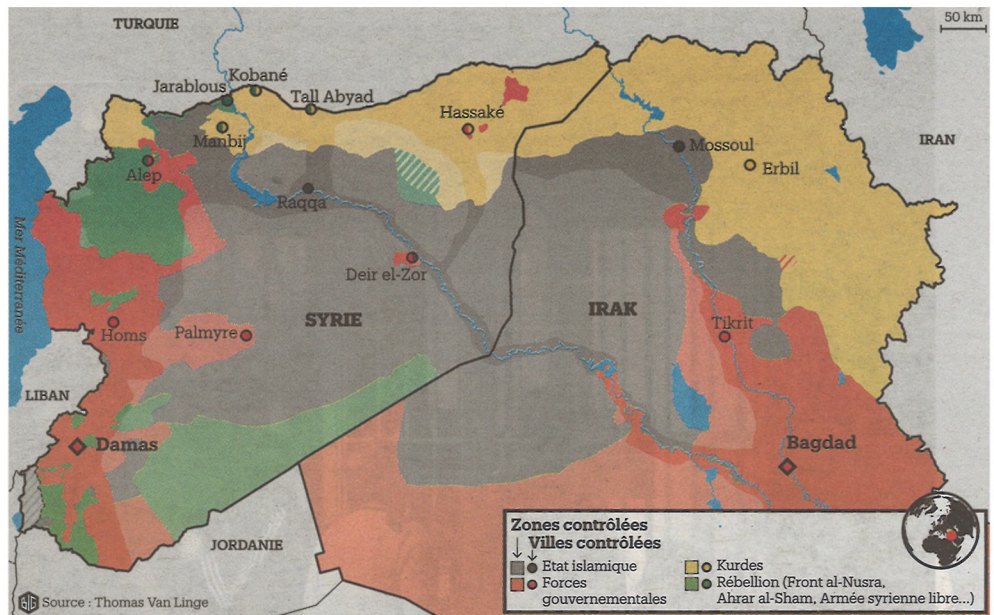 TURQUIE
50 km
Kobané
Jarablous
Tall Abyad
Hassaké
Manbij
Mossoul
IRAN
Alep
Erbil
Raqqa
Mer Méditerranée
Deir el-Zor
SYRIE
IRAK
Homs
Palmyre
Tikrit
LIBAN
Damas
Bagdad
JORDANIE
Zones contrôlées
Villes contrôlées
Etat islamique
Forces
gouvernementales
Kurdes
Rébellion (Front al-Nusra,
Ahrar al-Sham, Armée syrienne libre...)
Source : Thomas Van Linge